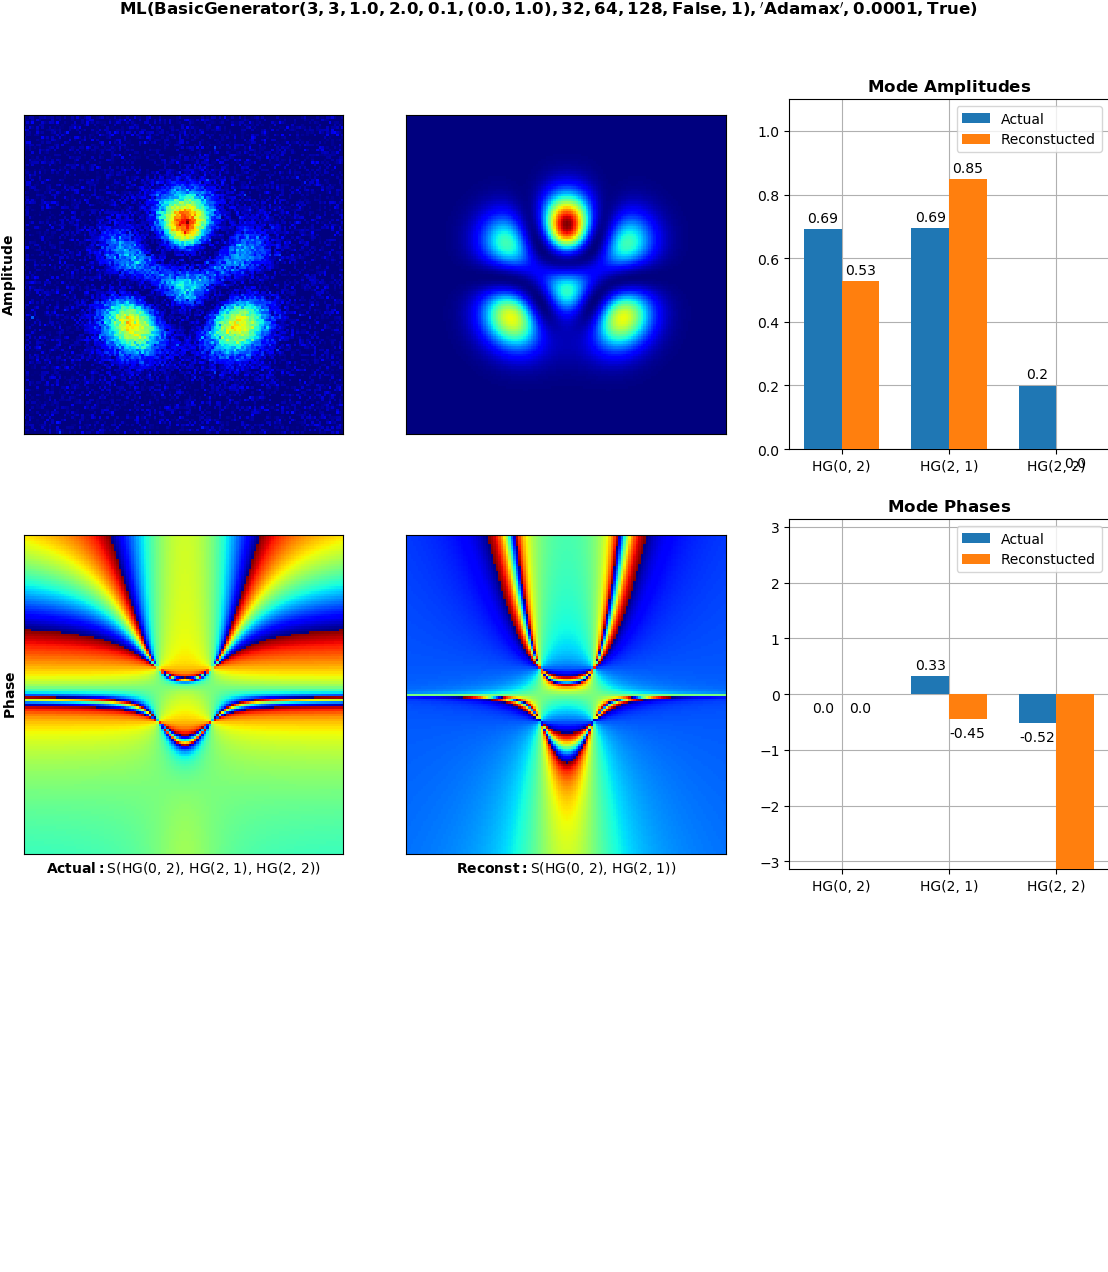 ML(BasicGenerator(3, 3, 1.0, 2.0, 0.1, (0.0, 1.0), 32, 64, 128, False, 1), ′Adamax′, 0.0001, True)
Amplitude
Mode Amplitudes
Actual
Reconstucted
1.0
0.8
0.6
0.4
0.2
0.0
0.69
0.53
0.69
0.85
0.2
0.0
HG(0, 2)
HG(2, 1)
HG(2, 2)
Phase
Actual: S(HG(0, 2), HG(2, 1), HG(2, 2))
Reconst: S(HG(0, 2), HG(2, 1))
Mode Phases
Actual
Reconstucted
3
2
1
0
−1
−2
−3
0.0
0.0
0.33
-0.45
-0.52
HG(0, 2)
HG(2, 1)
HG(2, 2)